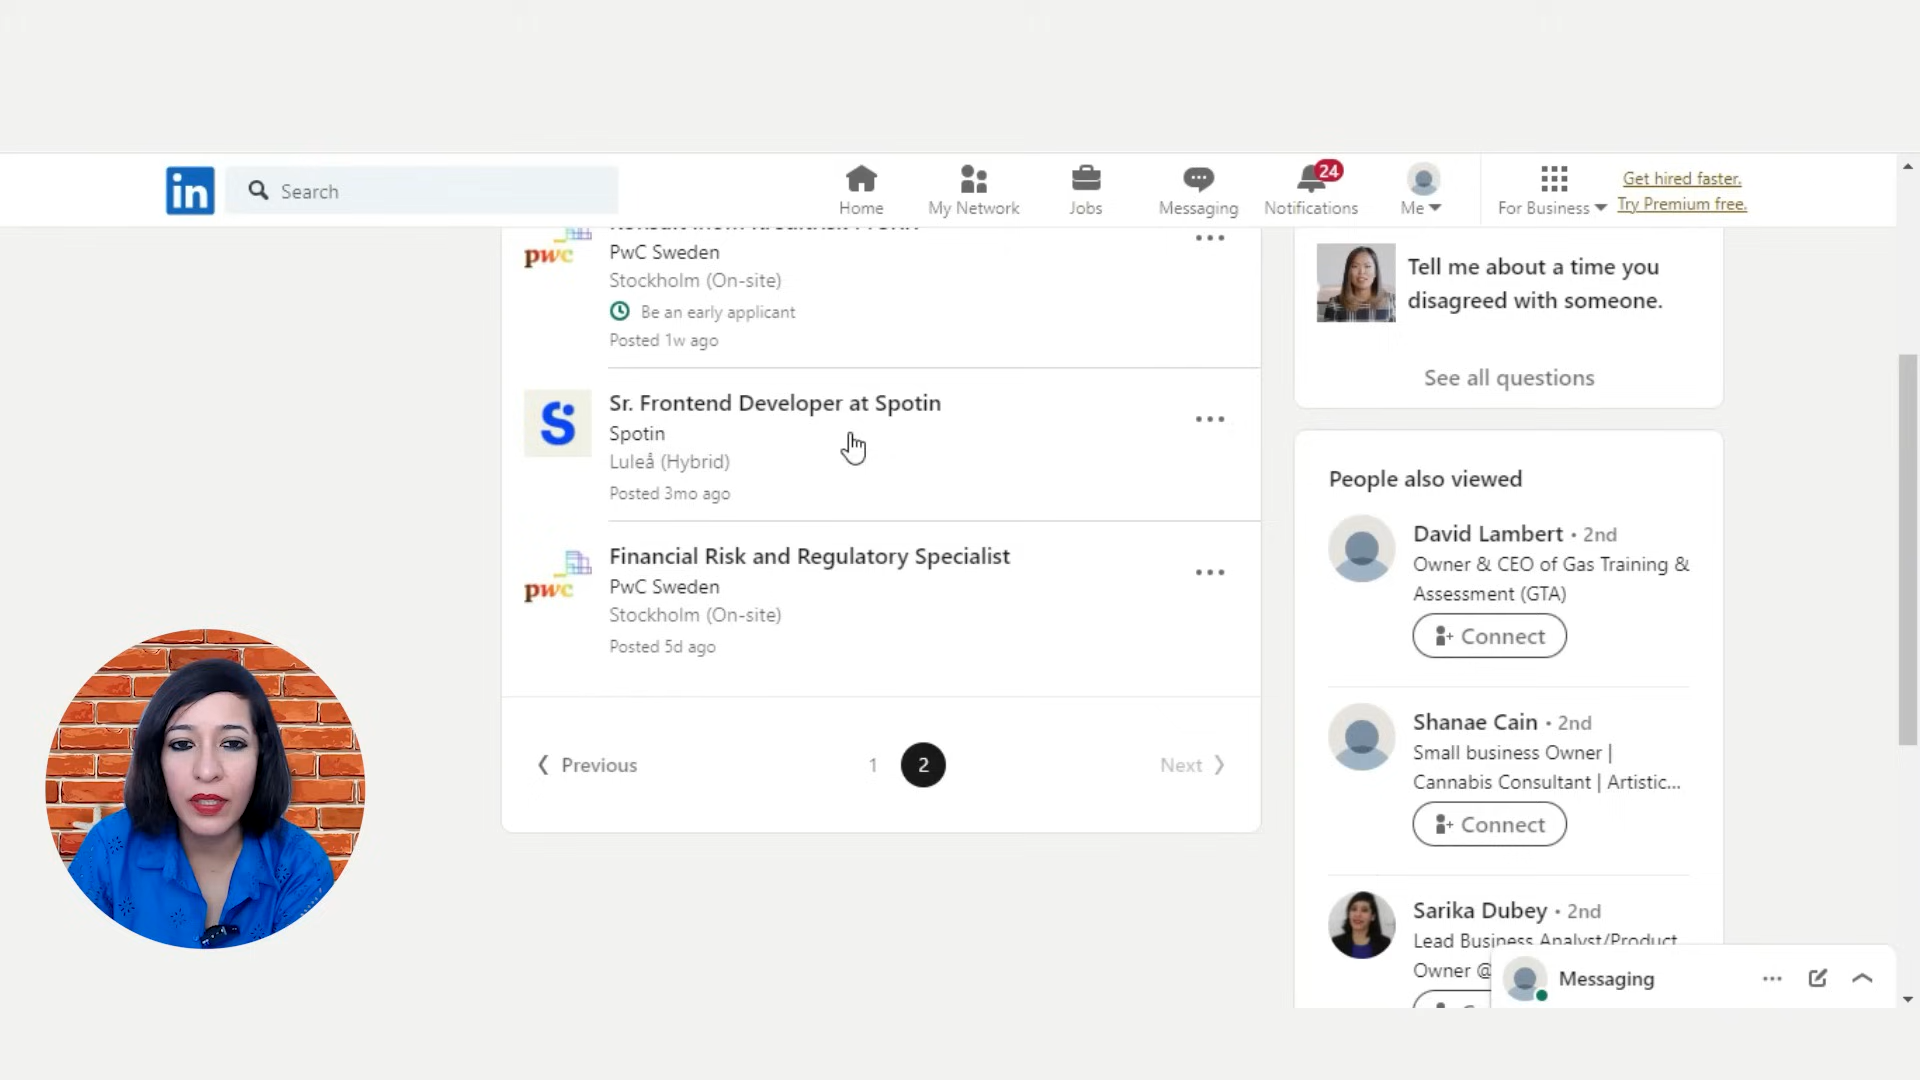 in
Search
Home
My Network
Jobs
Messaging
24
Notifications
Me
For Business
Get hired faster.
Try Premium free.
pwc
PwC Sweden
Stockholm (On-site)
Be an early applicant
Posted 1w ago
S
Sr. Frontend Developer at Spotin
Spotin
Luleå (Hybrid)
Posted 3mo ago
pwc
Financial Risk and Regulatory Specialist
PwC Sweden
Stockholm (On-site)
Posted 5d ago
Previous
1
2
Next
Tell me about a time you
disagreed with someone.
See all questions
People also viewed
David Lambert • 2nd
Owner & CEO of Gas Training &
Assessment (GTA)
Connect
Shanae Cain • 2nd
Small business Owner |
Cannabis Consultant | Artistic...
Connect
Sarika Dubey • 2nd
Lead Business Analyst/Product
Owner @
Messaging